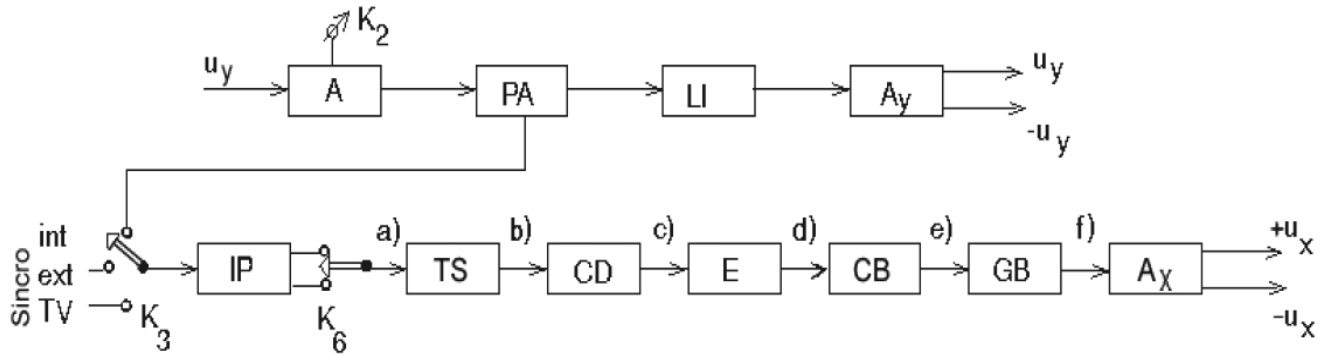 K2
uy A PA LI Ay uy
-uy
int a) b) c) d) e) f) +ux
Sincro ext IP TS CD E CB GB Ax
TV K3 K6 -ux